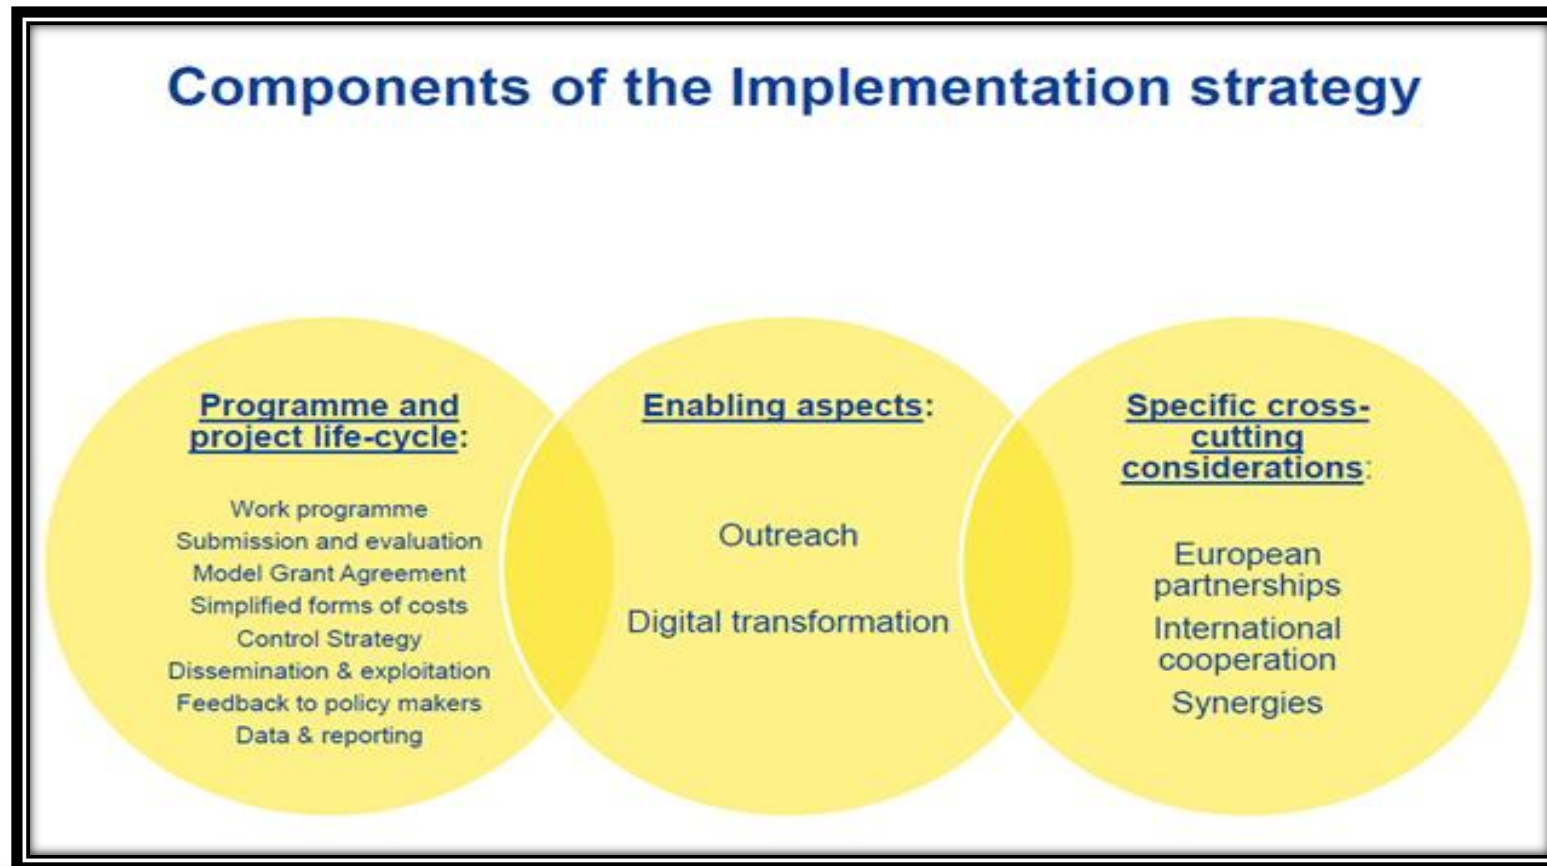 Components of the Implementation strategy
Programme and
project life-cycle:
Work programme
Submission and evaluation
Model Grant Agreement
Simplified forms of costs
Control Strategy
Dissemination & exploitation
Feedback to policy makers
Data & reporting
Enabling aspects:
Outreach
Digital transformation
Specific cross-
cutting
considerations:
European
partnerships
International
cooperation
Synergies